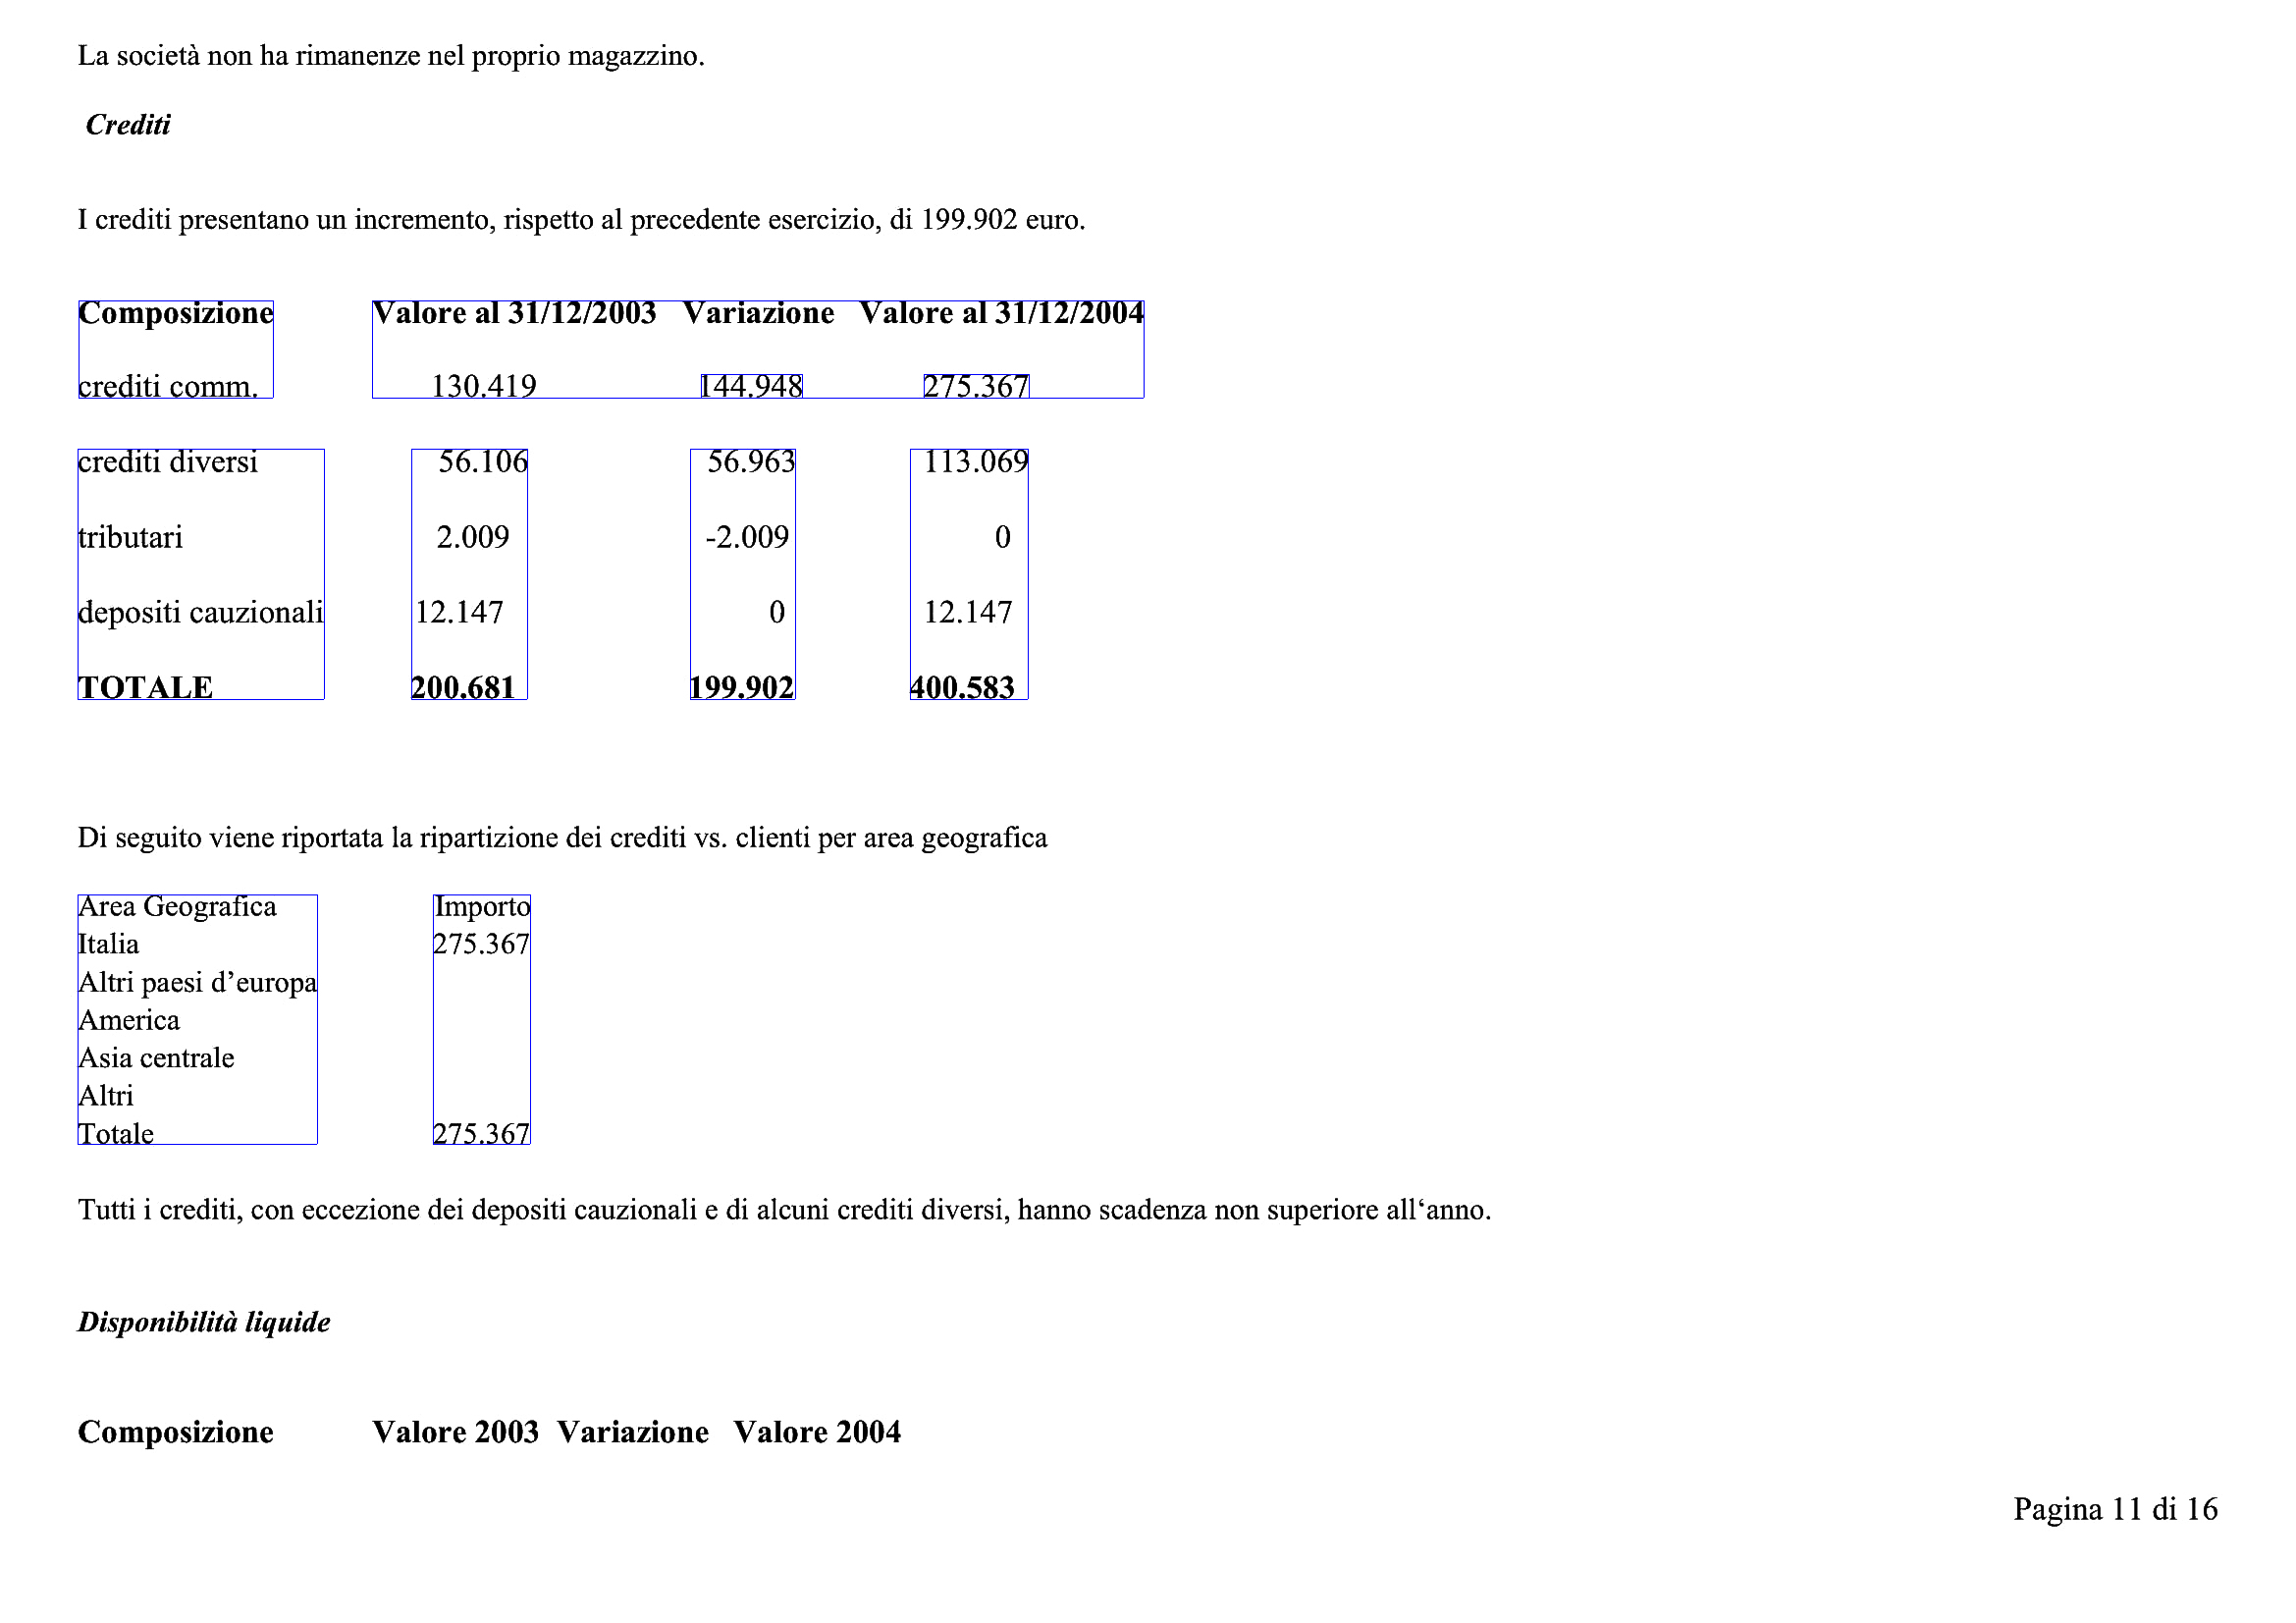 La società non ha rimanenze nel proprio magazzino.
Crediti
I crediti presentano un incremento, rispetto al precedente esercizio, di 199.902 euro.
Composizione Valore al 31/12/2003 Variazione Valore al 31/12/2004
crediti comm. 130.419 144.948 275.367
crediti diversi 56.106 56.963 113.069
tributari 2.009 -2.009 0
depositi cauzionali 12.147 0 12.147
TOTALE 200.681 199.902 400.583
Di seguito viene riportata la ripartizione dei crediti vs. clienti per area geografica
Area Geografica Importo
Italia 275.367
Altri paesi d’europa
America
Asia centrale
Altri
Totale 275.367
Tutti i crediti, con eccezione dei depositi cauzionali e di alcuni crediti diversi, hanno scadenza non superiore all‘anno.
Disponibilità liquide
Composizione Valore 2003 Variazione Valore 2004
Pagina 11 di 16